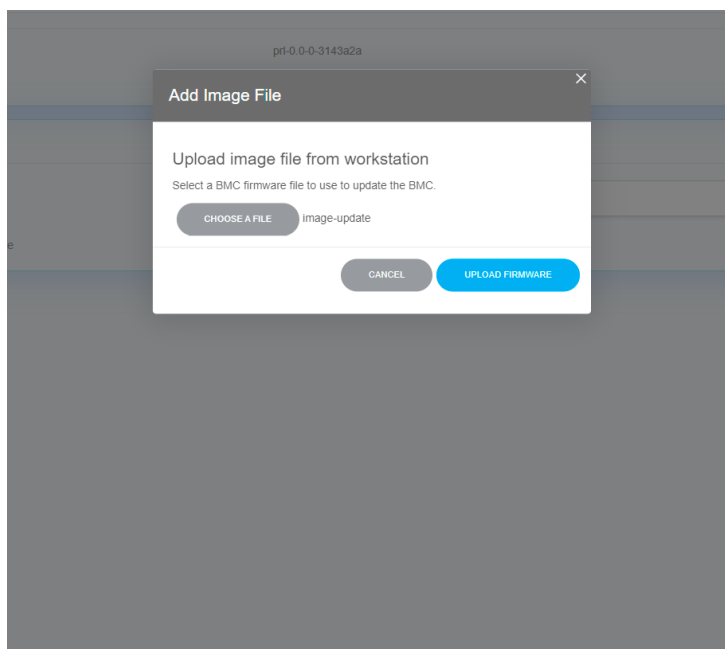 prl-0.0-0-3143a2a
Add Image File
Upload image file from workstation
Select a BMC firmware file to use to update the BMC.
CHOOSE A FILE image-update
e
CANCEL UPLOAD FIRMWARE